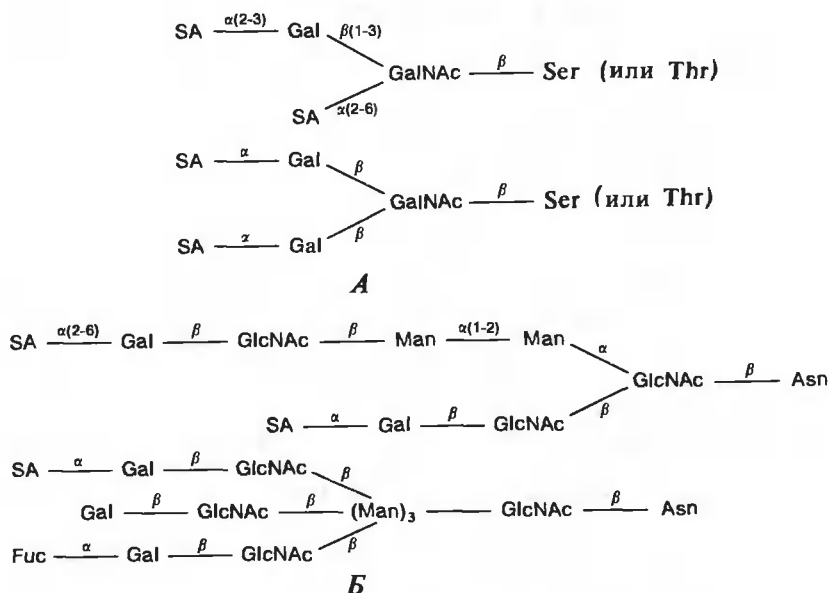 SA α(2-3) Gal β(1-3)
GalNAc β Ser (или Thr)
SA α(2-6)
SA α Gal β
GalNAc β Ser (или Thr)
SA α Gal β
А
SA α(2-6) Gal β GlcNAc β Man α(1-2) Man α
GlcNAc β Asn
SA α Gal β GlcNAc β
SA α Gal β GlcNAc β
Gal β GlcNAc β (Man)₃ GlcNAc β Asn
Fuc α Gal β GlcNAc β
Б